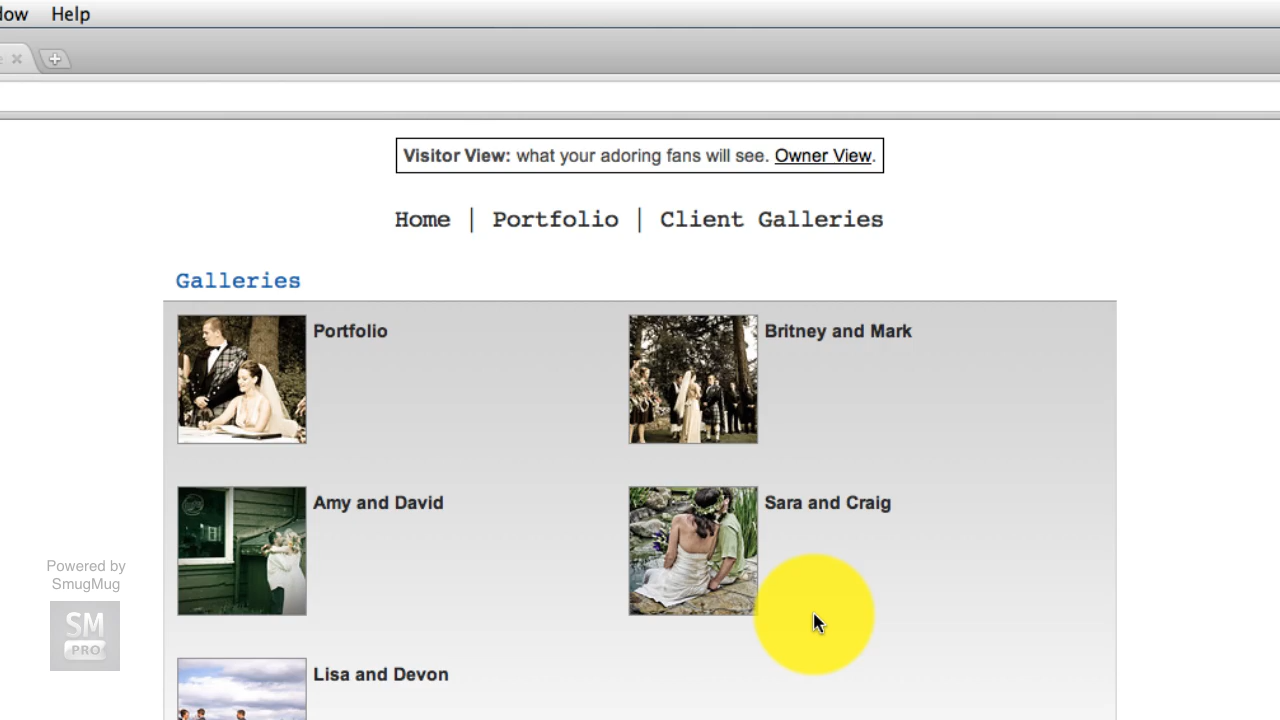 Help
Visitor View: what your adoring fans will see. Owner View.
Home | Portfolio | Client Galleries
Galleries
Portfolio
Britney and Mark
Amy and David
Sara and Craig
Powered by
SmugMug
SM
PRO
Lisa and Devon